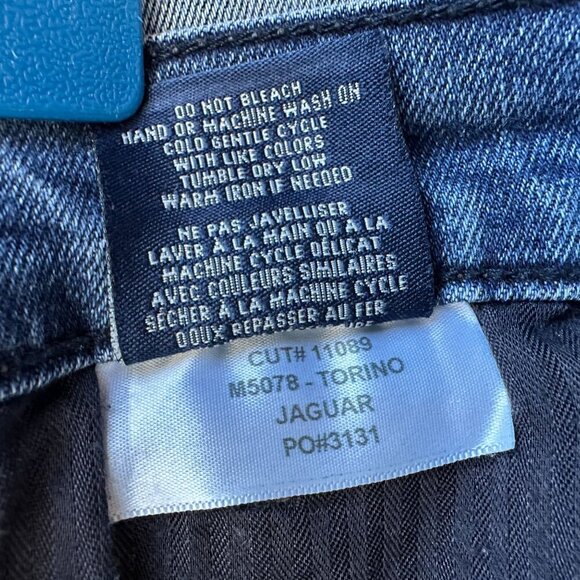 DO NOT BLEACH
HAND OR MACHINE WASH ON
COLD GENTLE CYCLE
WITH LIKE COLORS
TUMBLE DRY LOW
WARM IRON IF NEEDED
NE PAS JAVELLISER
LAVER À LA MAIN OU À LA
MACHINE CYCLE DÉLICAT
AVEC COULEURS SIMILAIRES
SÉCHER À LA MACHINE CYCLE
DOUX REPASSER AU FER
CUT# 11089
M5078 - TORINO
JAGUAR
PO#3131